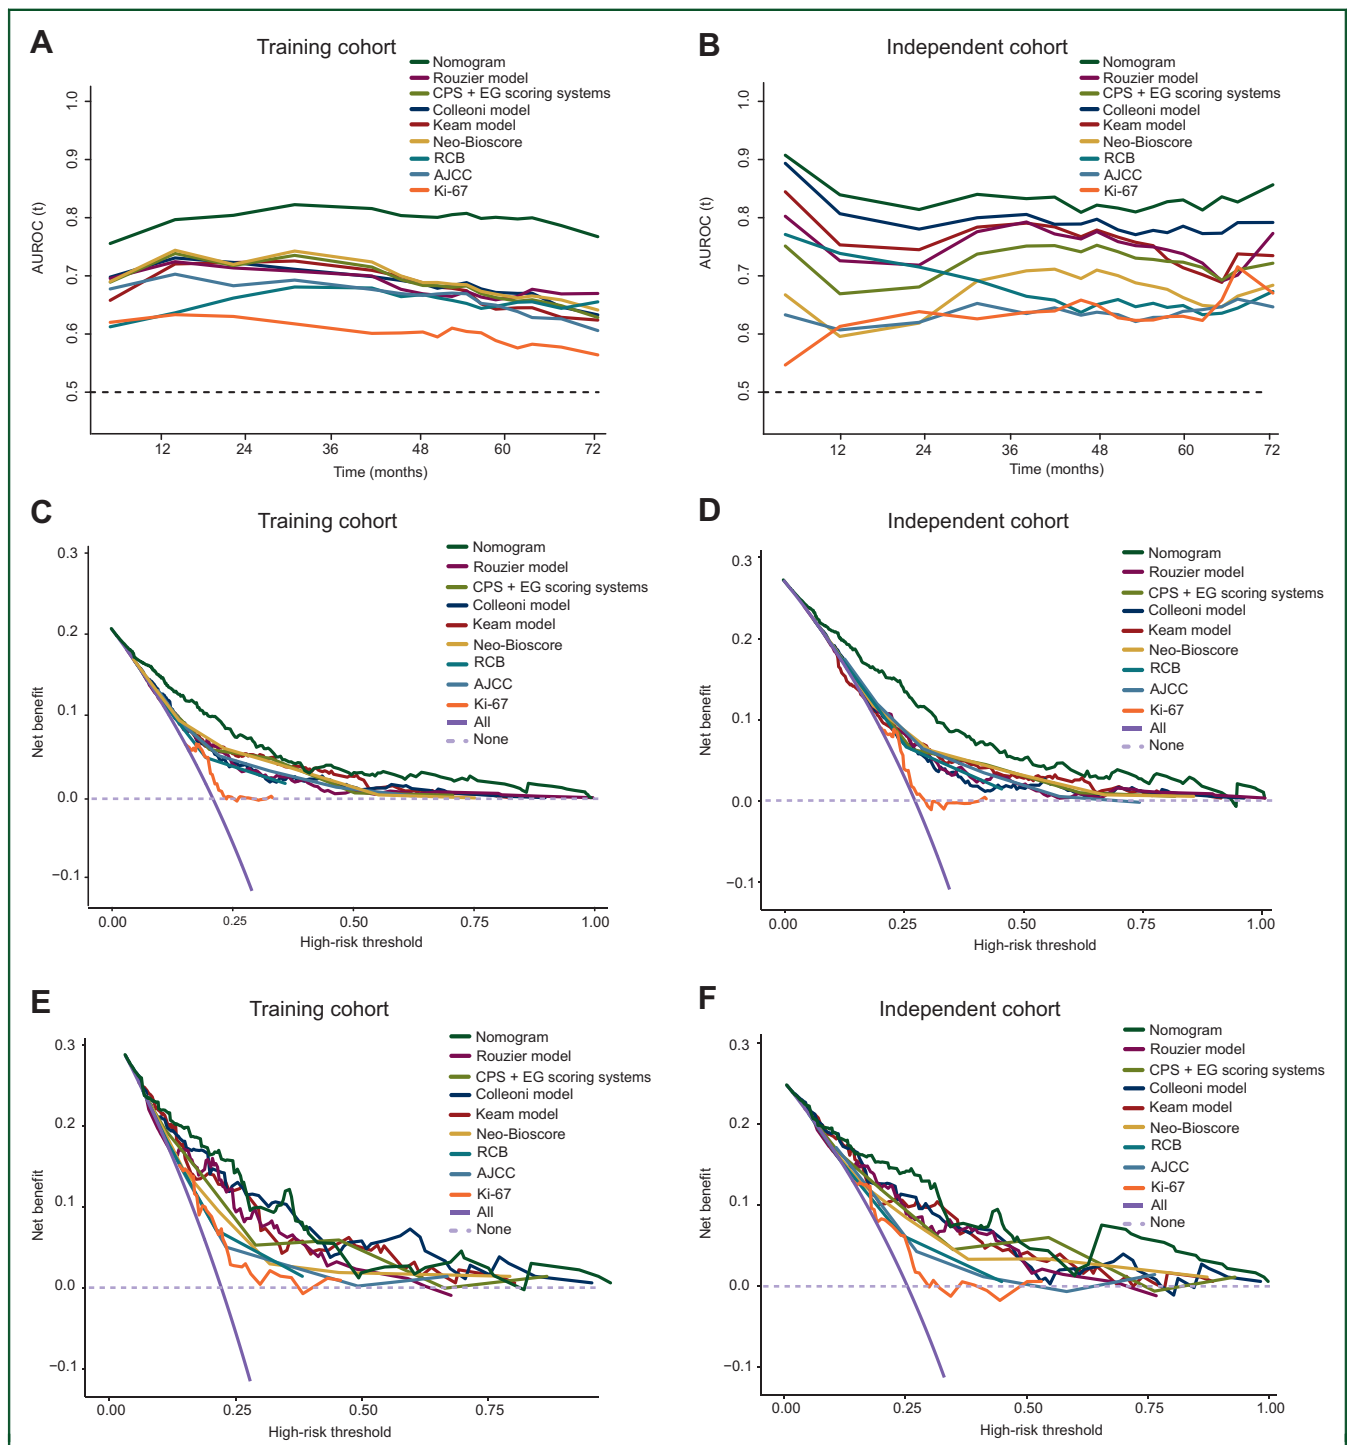 A
Training cohort
Nomogram
Rouzier model
CPS + EG scoring systems
Colleoni model
Keam model
Neo-Bioscore
RCB
AJCC
Ki-67
AUROC (t)
1.0
0.9
0.8
0.7
0.6
0.5
12
24
36
48
60
72
Time (months)
B
Independent cohort
Nomogram
Rouzier model
CPS + EG scoring systems
Colleoni model
Keam model
Neo-Bioscore
RCB
AJCC
Ki-67
AUROC (t)
1.0
0.9
0.8
0.7
0.6
0.5
12
24
36
48
60
72
Time (months)
C
Training cohort
Nomogram
Rouzier model
CPS + EG scoring systems
Colleoni model
Keam model
Neo-Bioscore
RCB
AJCC
Ki-67
All
None
Net benefit
0.3
0.2
0.1
0.0
−0.1
0.00
0.25
0.50
0.75
1.00
High-risk threshold
D
Independent cohort
Nomogram
Rouzier model
CPS + EG scoring systems
Colleoni model
Keam model
Neo-Bioscore
RCB
AJCC
Ki-67
All
None
Net benefit
0.3
0.2
0.1
0.0
−0.1
0.00
0.25
0.50
0.75
1.00
High-risk threshold
E
Training cohort
Nomogram
Rouzier model
CPS + EG scoring systems
Colleoni model
Keam model
Neo-Bioscore
RCB
AJCC
Ki-67
All
None
Net benefit
0.3
0.2
0.1
0.0
−0.1
0.00
0.25
0.50
0.75
High-risk threshold
F
Independent cohort
Nomogram
Rouzier model
CPS + EG scoring systems
Colleoni model
Keam model
Neo-Bioscore
RCB
AJCC
Ki-67
All
None
Net benefit
0.3
0.2
0.1
0.0
−0.1
0.00
0.25
0.50
0.75
1.00
High-risk threshold